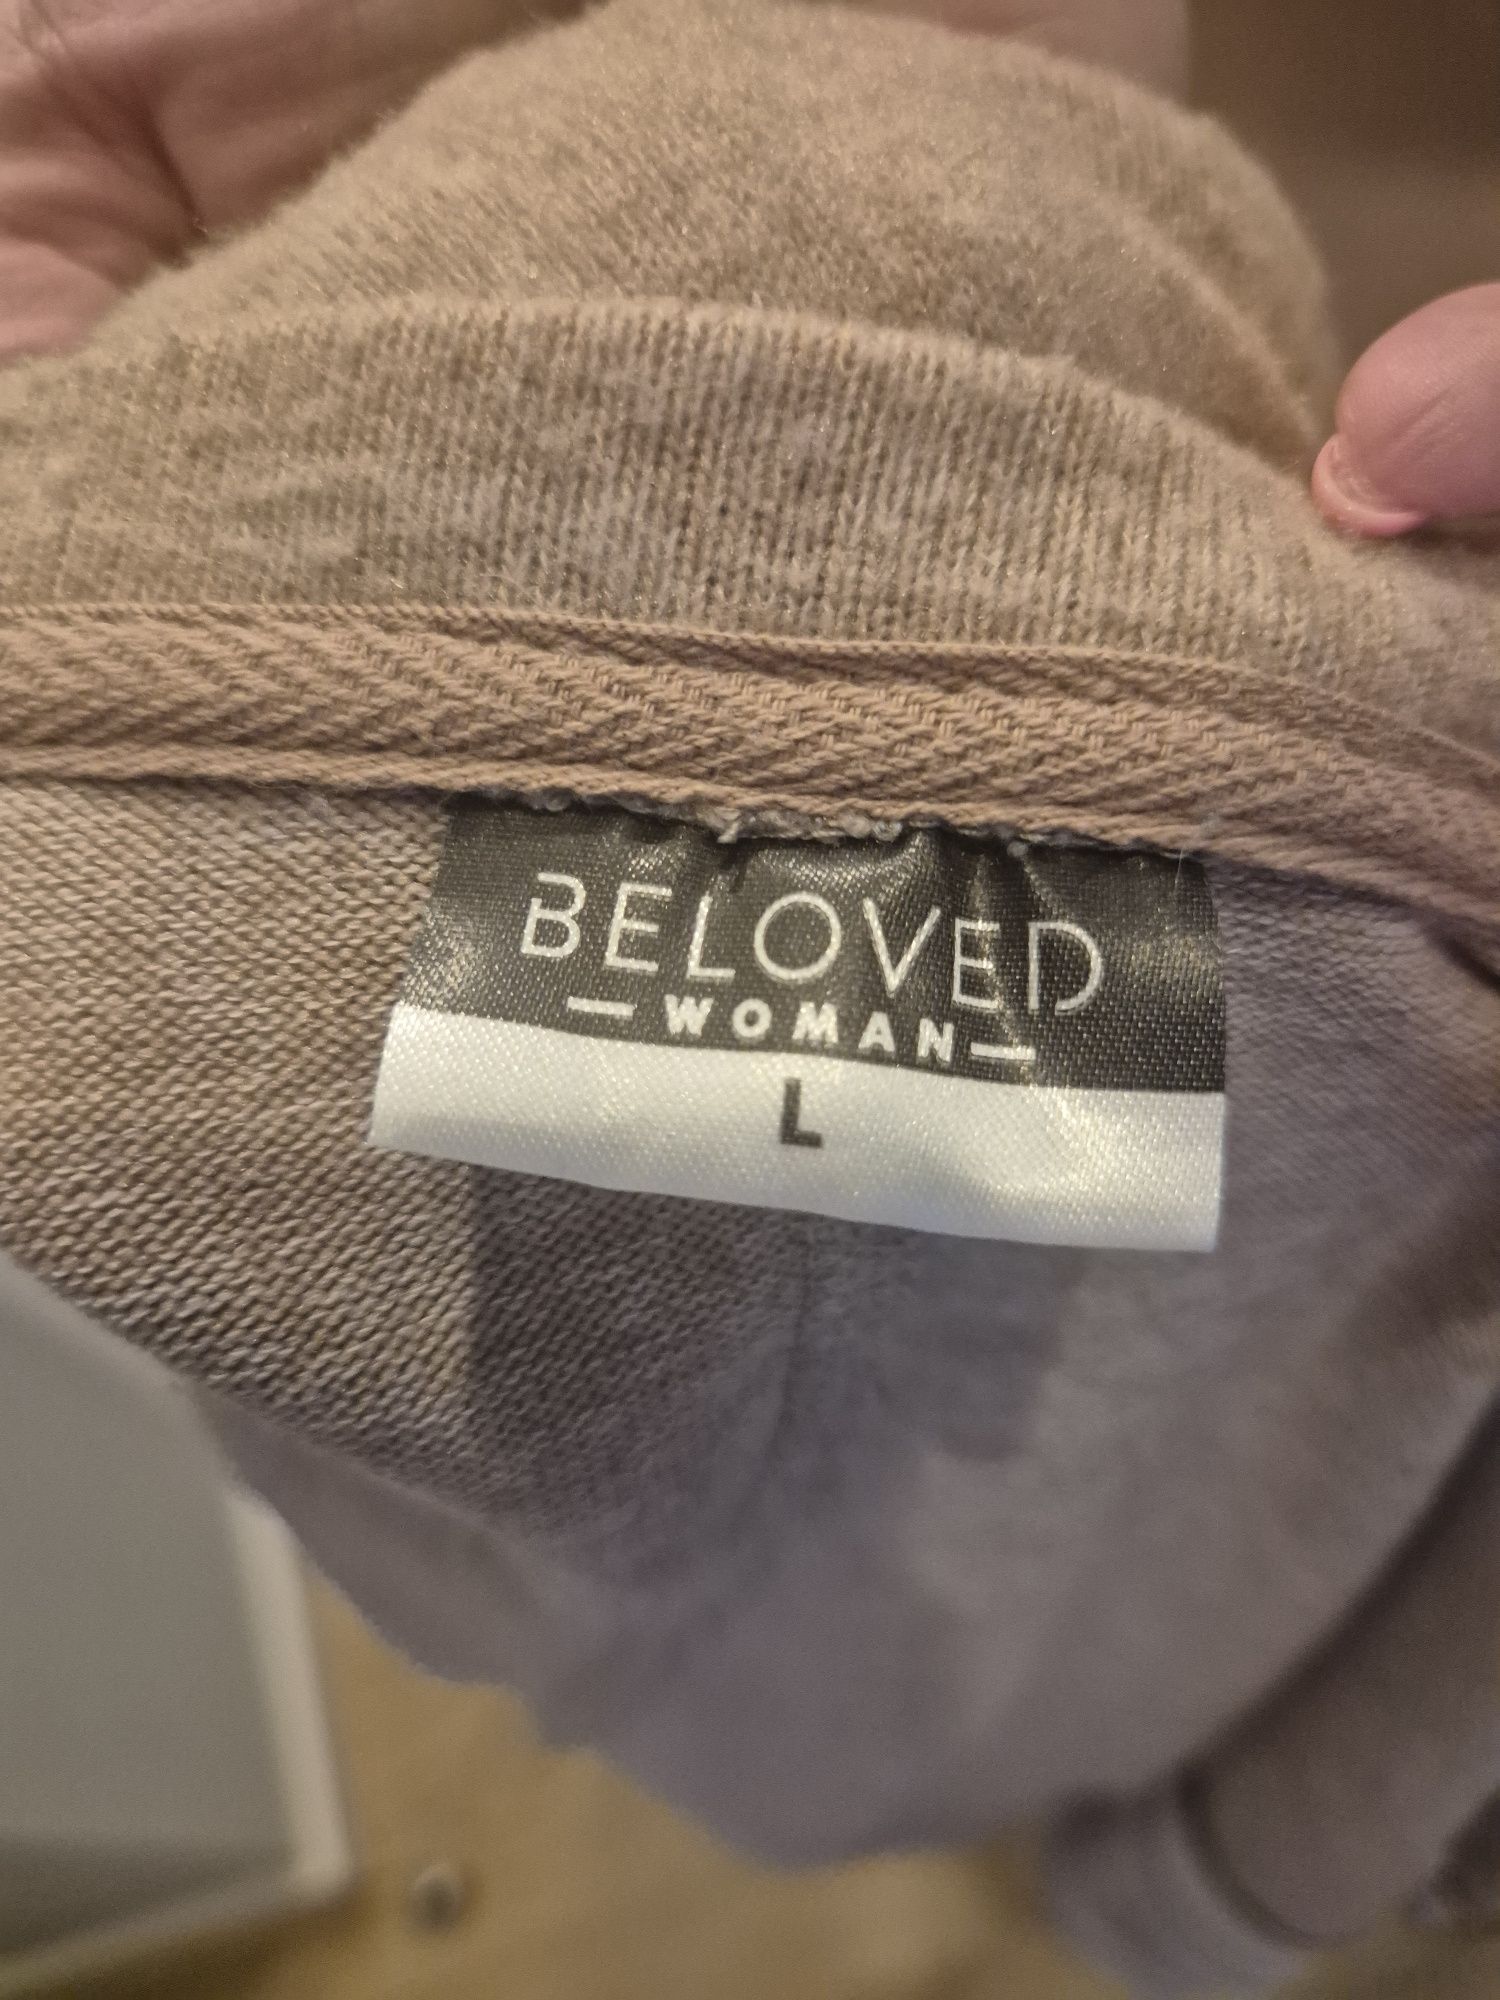 BELOVED
— WOMAN —
L